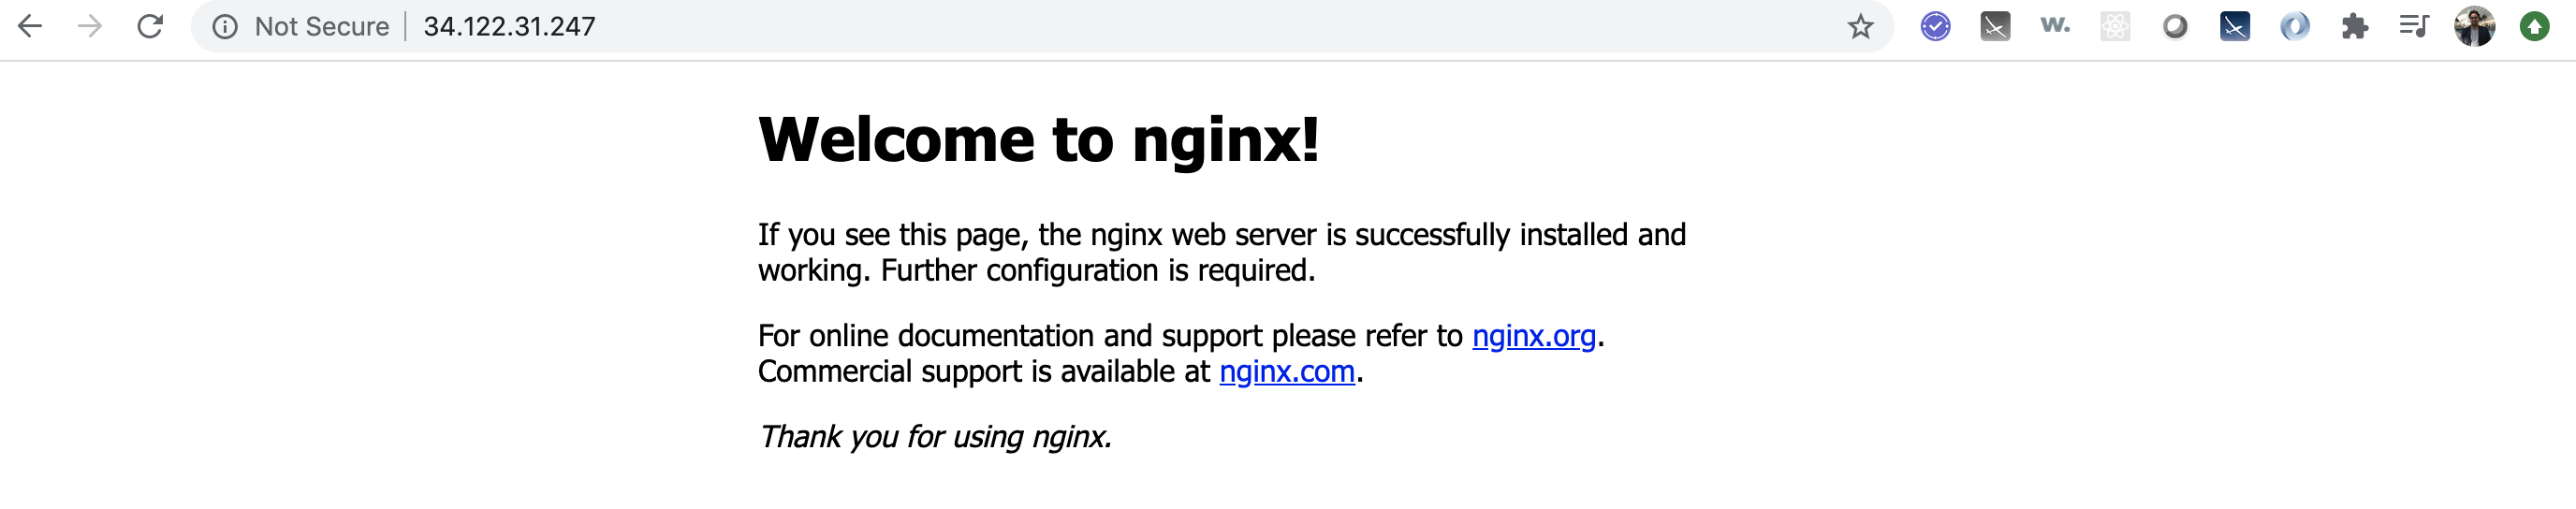 Not Secure 34.122.31.247
w.
Welcome to nginx!
If you see this page, the nginx web server is successfully installed and
working. Further configuration is required.
For online documentation and support please refer to nginx.org.
Commercial support is available at nginx.com.
Thank you for using nginx.